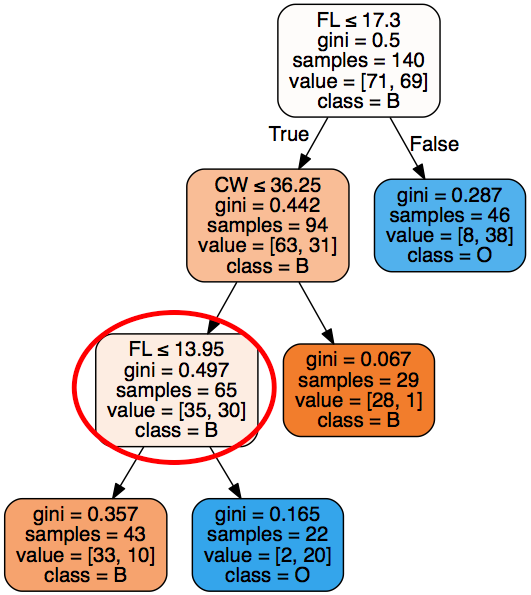 FL ≤ 17.3
gini = 0.5
samples = 140
value = [71, 69]
class = B
True
False
CW ≤ 36.25
gini = 0.442
samples = 94
value = [63, 31]
class = B
gini = 0.287
samples = 46
value = [8, 38]
class = O
FL ≤ 13.95
gini = 0.497
samples = 65
value = [35, 30]
class = B
gini = 0.067
samples = 29
value = [28, 1]
class = B
gini = 0.357
samples = 43
value = [33, 10]
class = B
gini = 0.165
samples = 22
value = [2, 20]
class = O